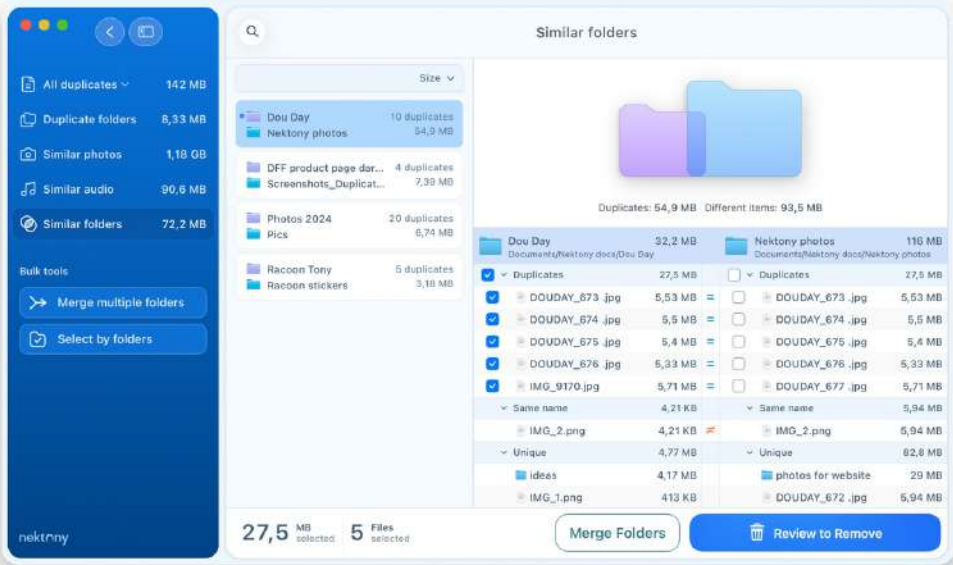 Similar folders
All duplicates 142 MB
Duplicate folders 8,33 MB
Similar photos 1,18 GB
Similar audio 90,6 MB
Similar folders 72,2 MB
Bulk tools
Merge multiple folders
Select by folders
nektony
Size
Dou Day 10 duplicates
Nektony photos 54,9 MB
DFF product page dar... 4 duplicates
Screenshots_Duplicat... 7,39 MB
Photos 2024 20 duplicates
Pics 6,74 MB
Racoon Tony 5 duplicates
Racoon stickers 3,18 MB
Duplicates: 54,9 MB Different items: 93,5 MB
Dou Day 32,2 MB Nektony photos 116 MB
Documents/Nektony docs/Dou Day Documents/Nektony docs/Nektony photos
Duplicates 27,5 MB Duplicates 27,5 MB
DOUDAY_673 .jpg 5,53 MB = DOUDAY_673 .jpg 5,53 MB
DOUDAY_674 .jpg 5,5 MB = DOUDAY_674 .jpg 5,5 MB
DOUDAY_675 .jpg 5,4 MB = DOUDAY_675 .jpg 5,4 MB
DOUDAY_676 .jpg 5,33 MB = DOUDAY_676 .jpg 5,33 MB
IMG_9170.jpg 5,71 MB = DOUDAY_677 .jpg 5,71 MB
Same name 4,21 KB Same name 5,94 MB
IMG_2.png 4,21 KB ≠ IMG_2.png 5,94 MB
Unique 4,77 MB Unique 82,8 MB
ideas 4,17 MB photos for website 29 MB
IMG_1.png 413 KB DOUDAY_672 .jpg 5,94 MB
27,5 MB selected 5 Files selected
Merge Folders
Review to Remove